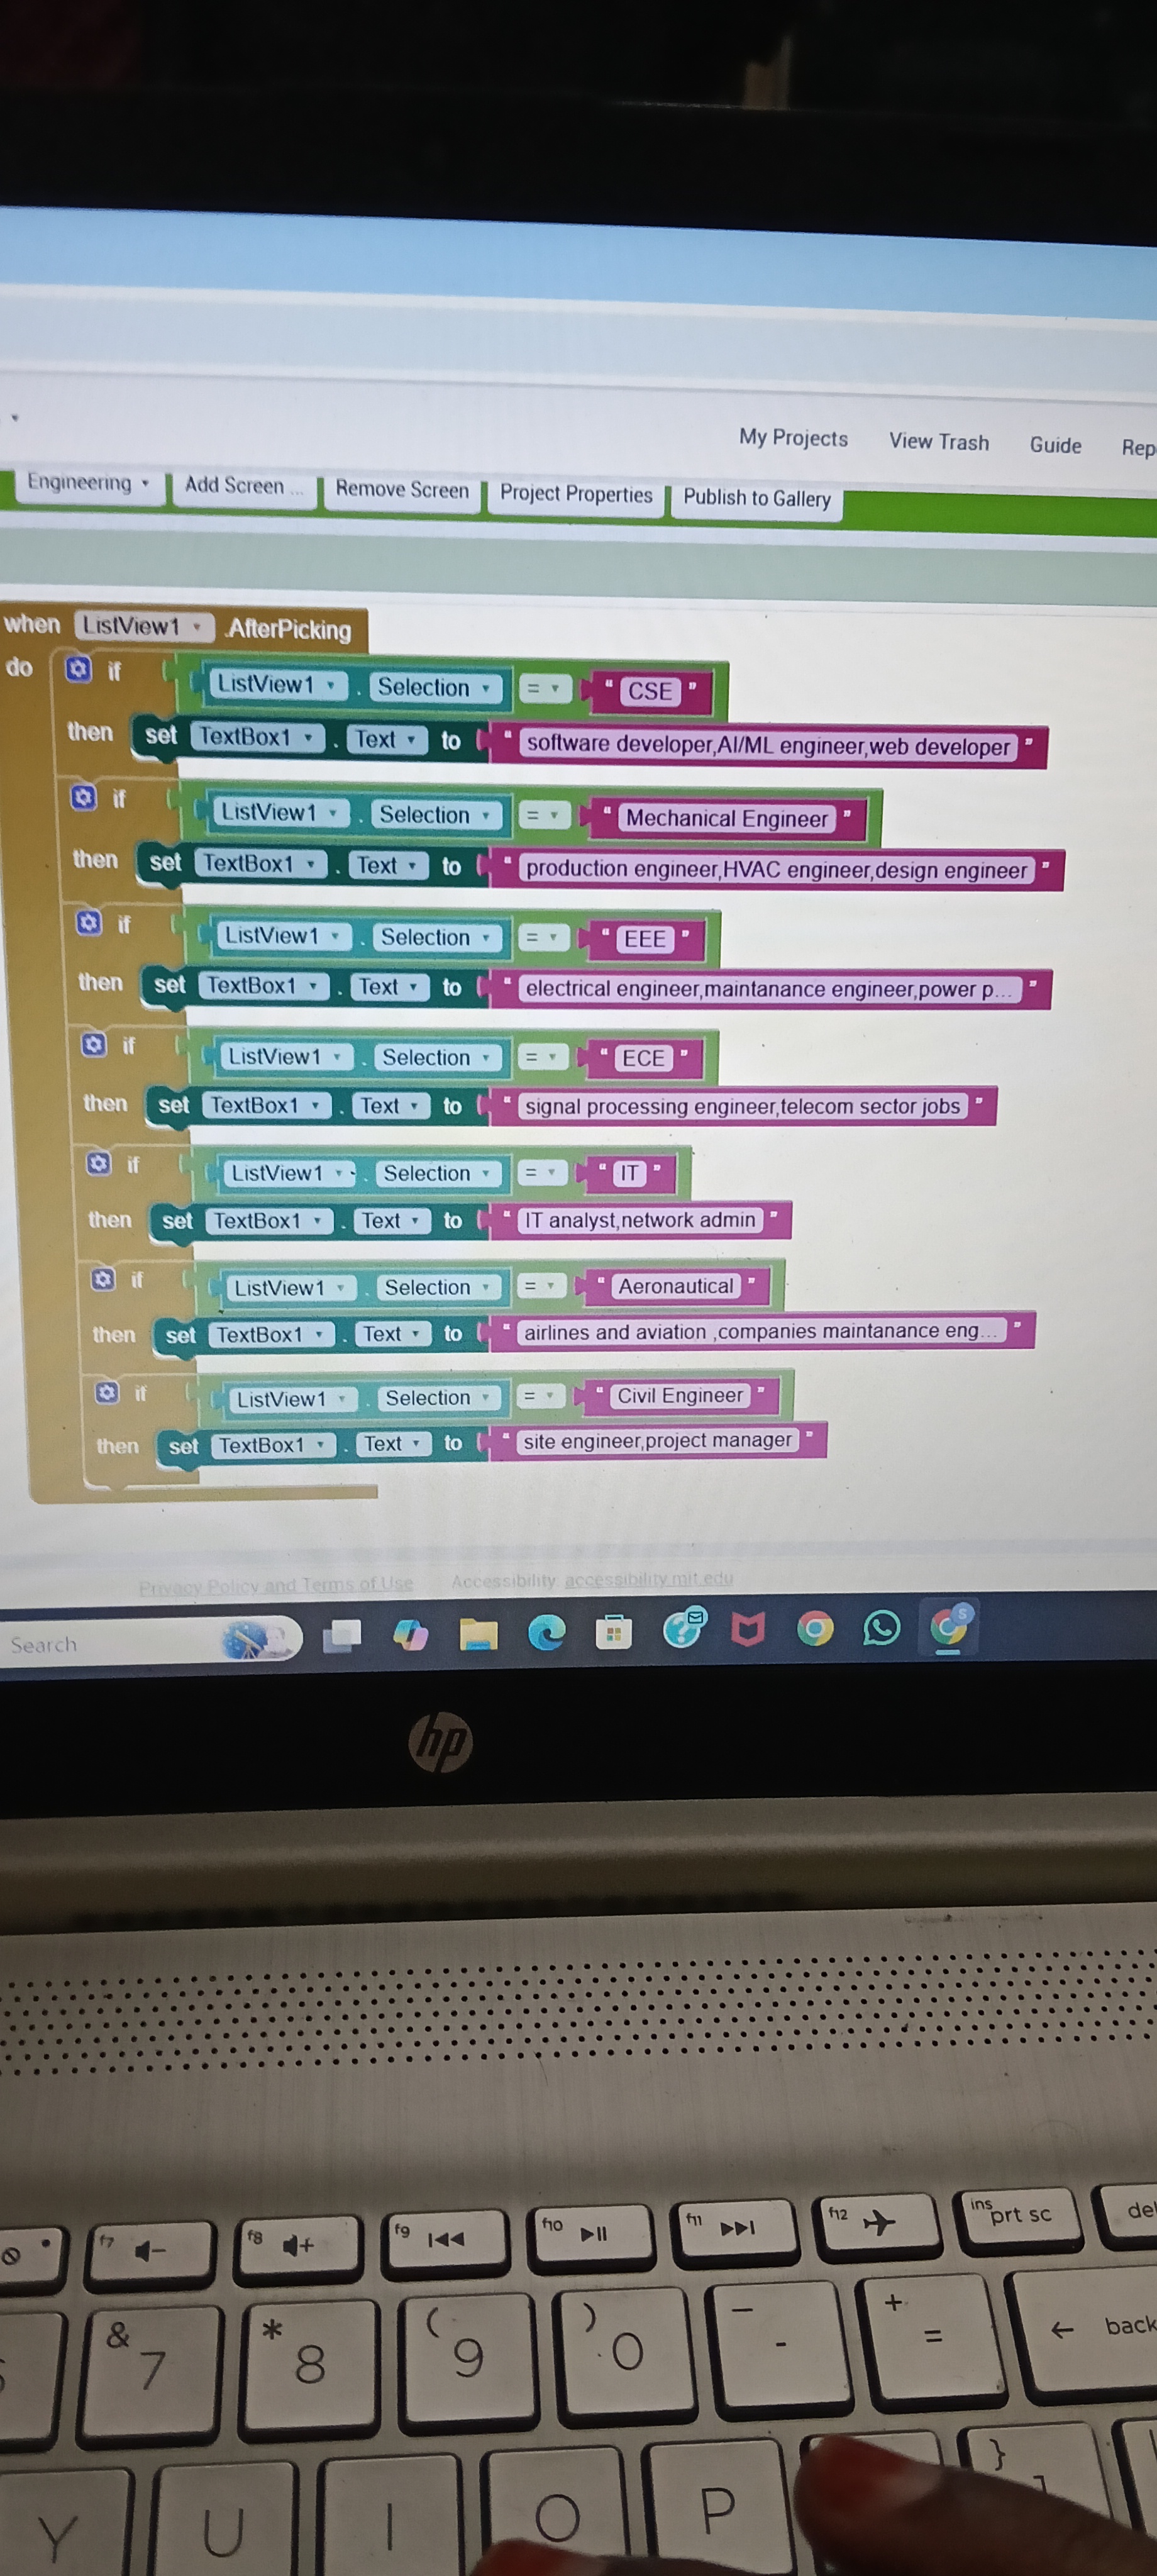 My Projects View Trash Guide Rep
Engineering Add Screen ... Remove Screen Project Properties Publish to Gallery
when ListView1 .AfterPicking
do if ListView1 . Selection = " CSE "
then set TextBox1 . Text to " software developer,AI/ML engineer,web developer "
if ListView1 . Selection = " Mechanical Engineer "
then set TextBox1 . Text to " production engineer,HVAC engineer,design engineer "
if ListView1 . Selection = " EEE "
then set TextBox1 . Text to " electrical engineer,maintanance engineer,power p... "
if ListView1 . Selection = " ECE "
then set TextBox1 . Text to " signal processing engineer,telecom sector jobs "
if ListView1 . Selection = " IT "
then set TextBox1 . Text to " IT analyst,network admin "
if ListView1 . Selection = " Aeronautical "
then set TextBox1 . Text to " airlines and aviation ,companies maintanance eng... "
if ListView1 . Selection = " Civil Engineer "
then set TextBox1 . Text to " site engineer,project manager "
Privacy Policy and Terms of Use Accessibility: accessibility.mit.edu
Search S
hp
f7 f8 f9 f10 f11 f12 ins prt sc de
& 7 * 8 ( 9 ) 0 _ - + = ← back
Y U I O P }